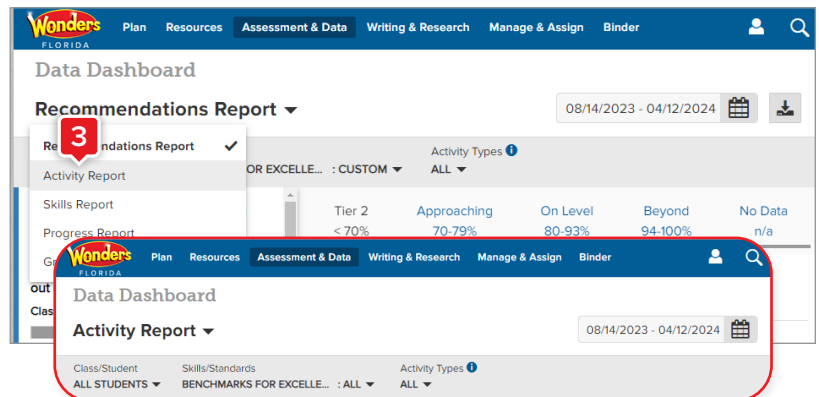 Wonders Plan Resources Assessment & Data Writing & Research Manage & Assign Binder
FLORIDA
Data Dashboard
Recommendations Report 08/14/2023 - 04/12/2024
3
ndations Report
Activity Types
OR EXCELLE... : CUSTOM ALL
Activity Report
Skills Report
Progress Report
Tier 2 Approaching On Level Beyond No Data
< 70% 70-79% 80-93% 94-100% n/a
out
Wonders Plan Resources Assessment & Data Writing & Research Manage & Assign Binder
FLORIDA
Data Dashboard
Activity Report 08/14/2023 - 04/12/2024
Class/Student Skills/Standards Activity Types
ALL STUDENTS BENCHMARKS FOR EXCELLE... : ALL ALL